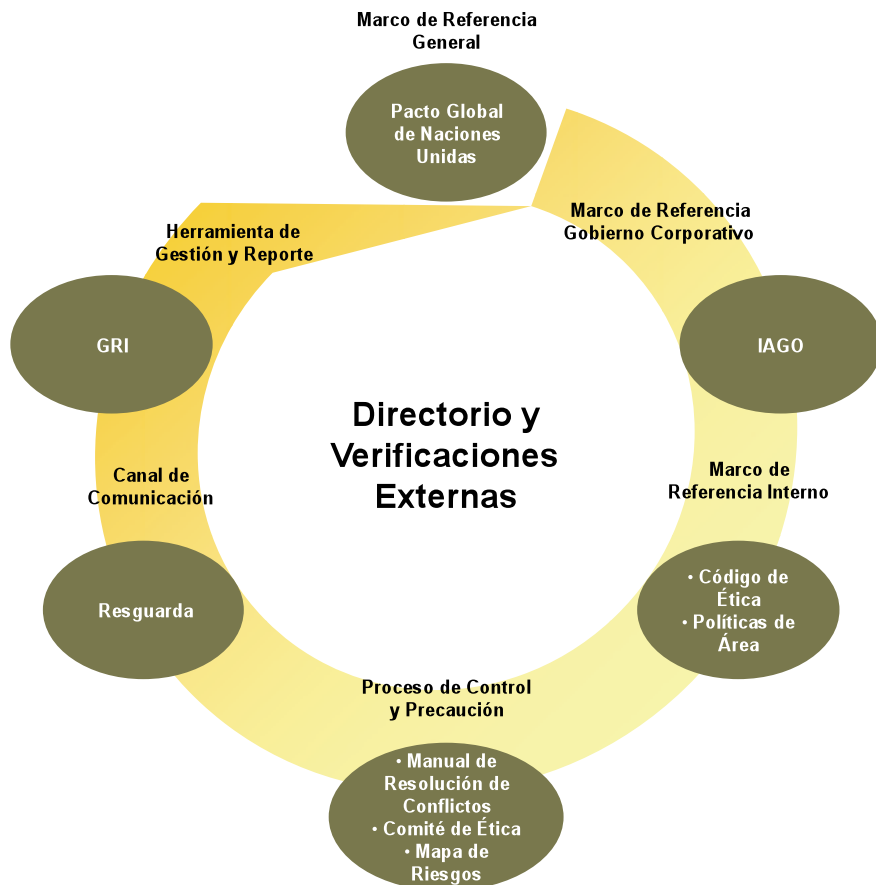 Marco de Referencia
General
Pacto Global
de Naciones
Unidas
Marco de Referencia
Gobierno Corporativo
IAGO
Marco de
Referencia Interno
• Código de
Ética
• Políticas de
Área
Proceso de Control
y Precaución
• Manual de
Resolución de
Conflictos
• Comité de Ética
• Mapa de
Riesgos
Canal de
Comunicación
Resguarda
Herramienta de
Gestión y Reporte
GRI
Directorio y
Verificaciones
Externas